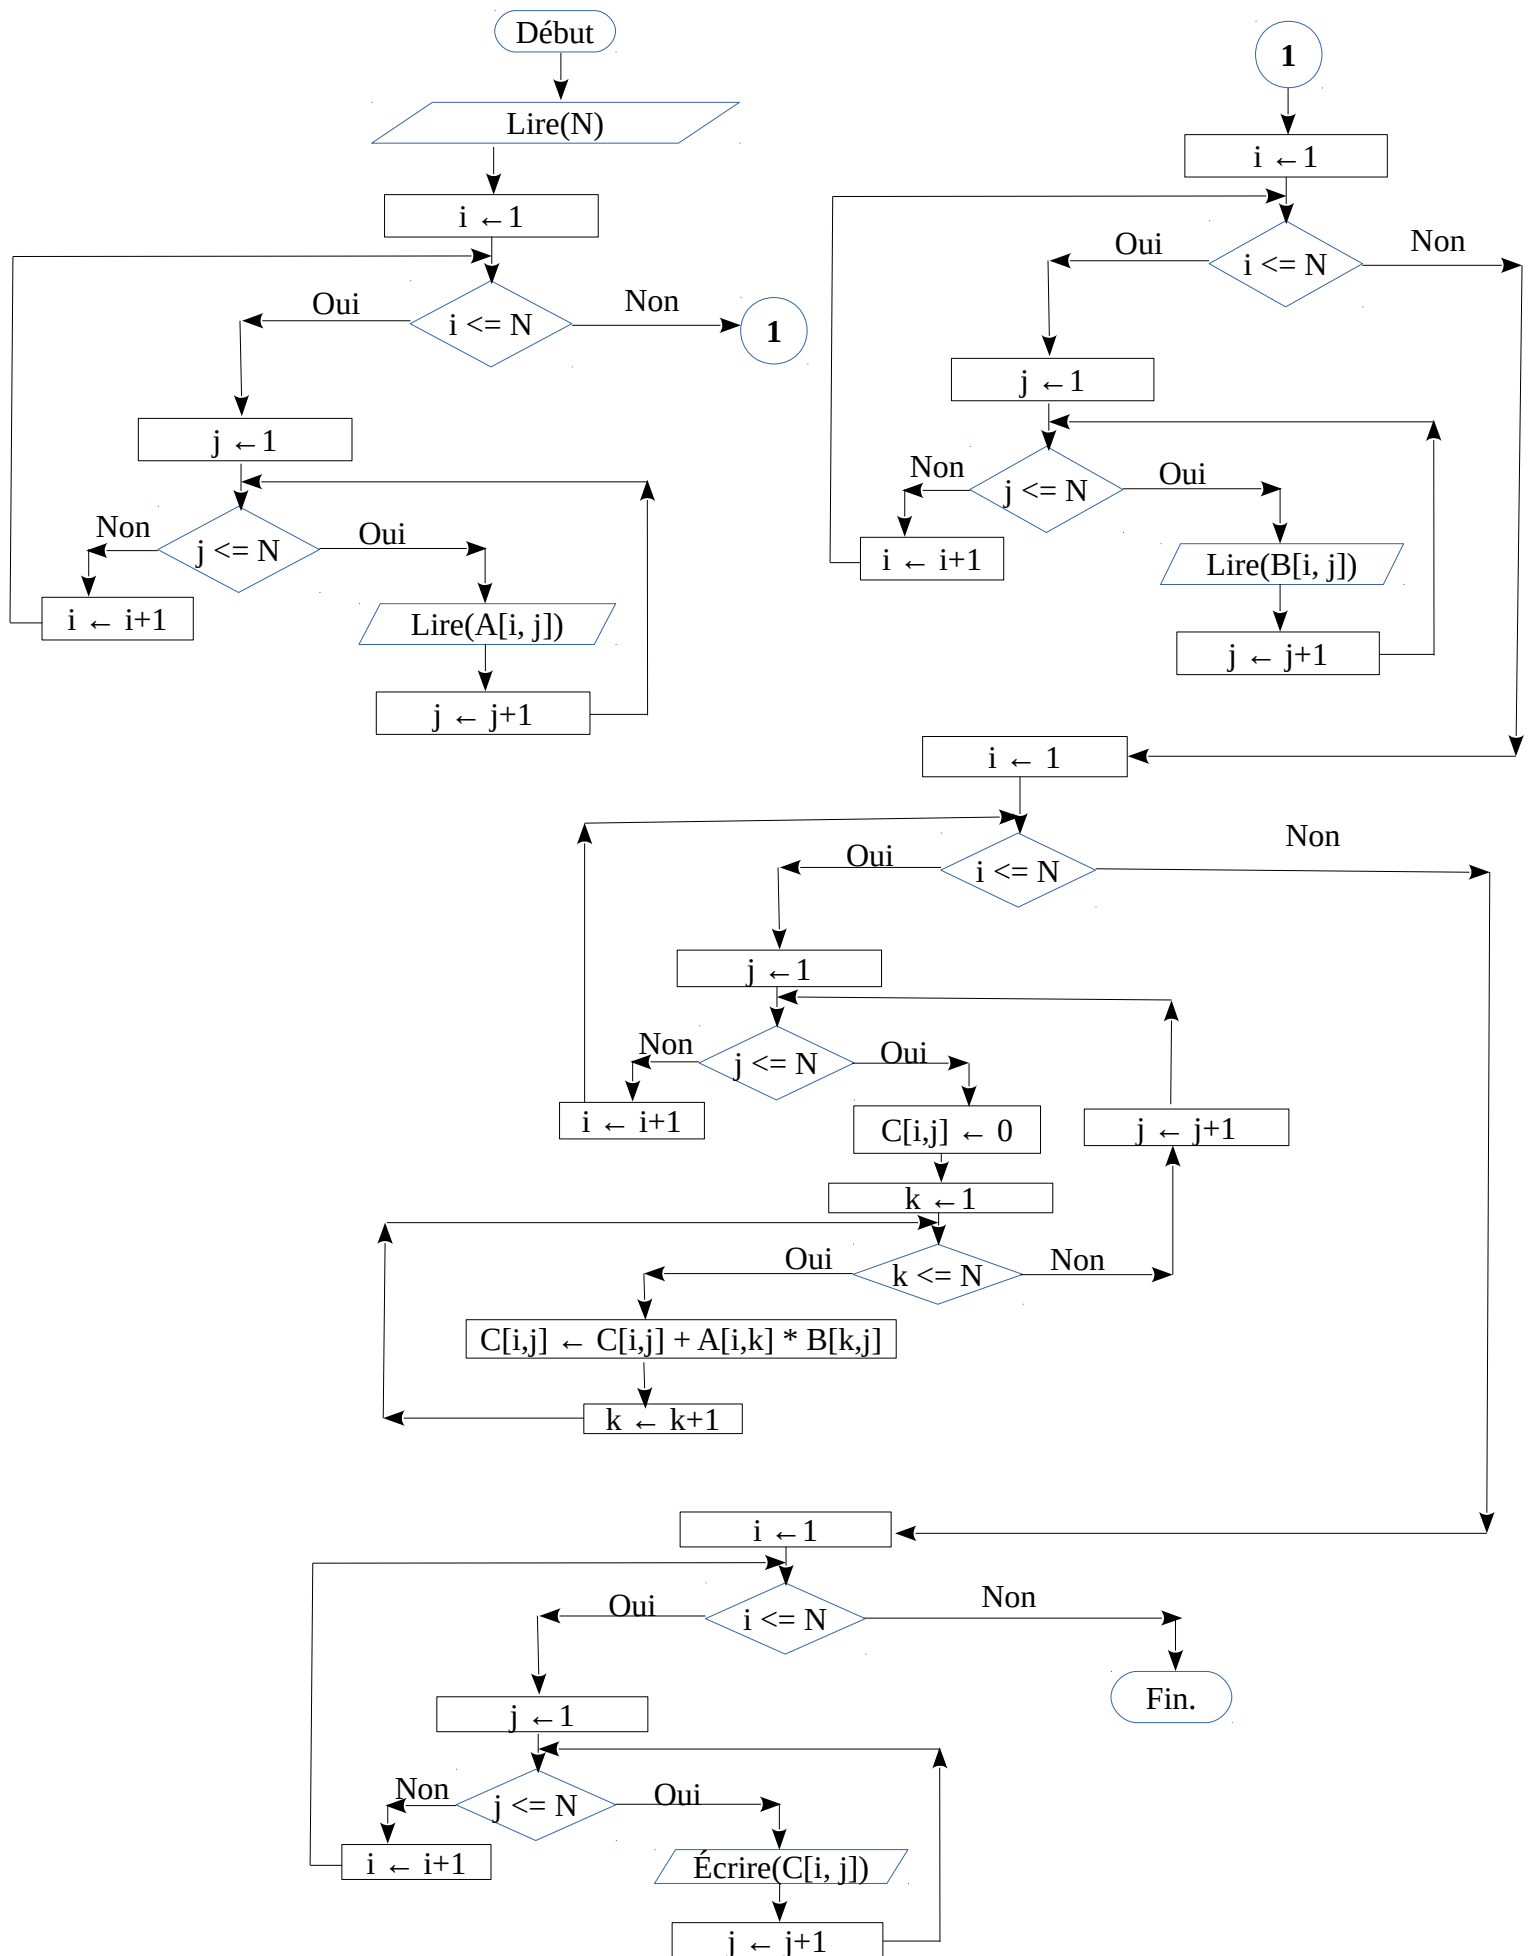 Début
Lire(N)
i ←1
i <= N
Oui
Non
1
j ←1
j <= N
Non
Oui
i ← i+1
Lire(A[i, j])
j ← j+1
1
i ←1
i <= N
Oui
Non
j ←1
j <= N
Non
Oui
i ← i+1
Lire(B[i, j])
j ← j+1
i ← 1
i <= N
Oui
Non
j ←1
j <= N
Non
Oui
i ← i+1
C[i,j] ← 0
j ← j+1
k ←1
k <= N
Oui
Non
C[i,j] ← C[i,j] + A[i,k] * B[k,j]
k ← k+1
i ←1
i <= N
Oui
Non
Fin.
j ←1
j <= N
Non
Oui
i ← i+1
Écrire(C[i, j])
j ← j+1